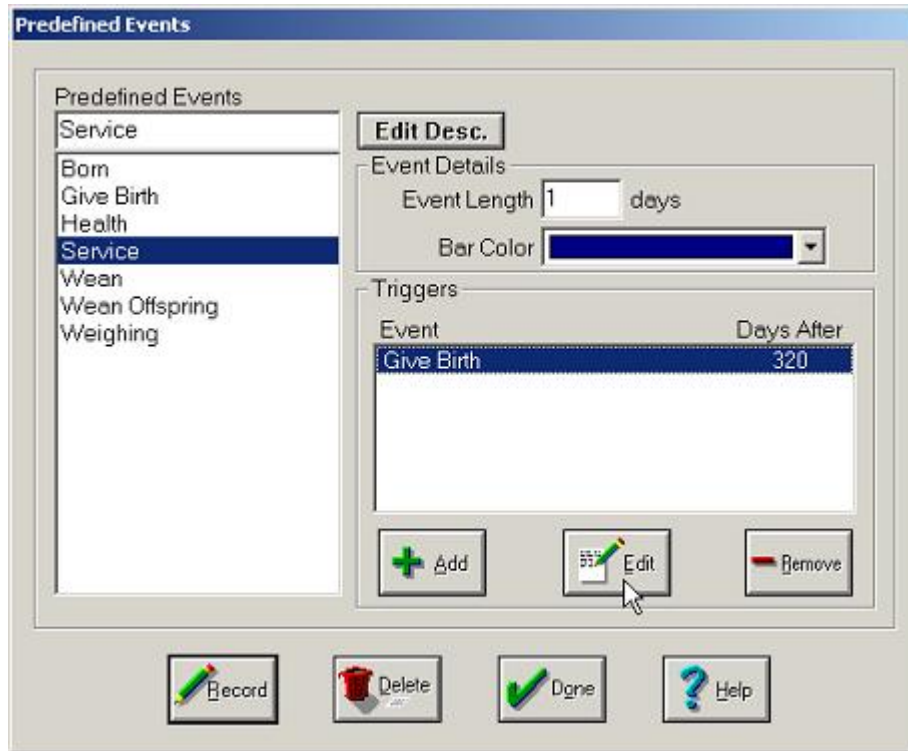 Predefined Events
Predefined Events
Service
Edit Desc.
Born
Give Birth
Health
Service
Wean
Wean Offspring
Weighing
Event Details
Event Length 1 days
Bar Color
Triggers
Event Days After
Give Birth 320
Add
Edit
Remove
Record
Delete
Done
Help